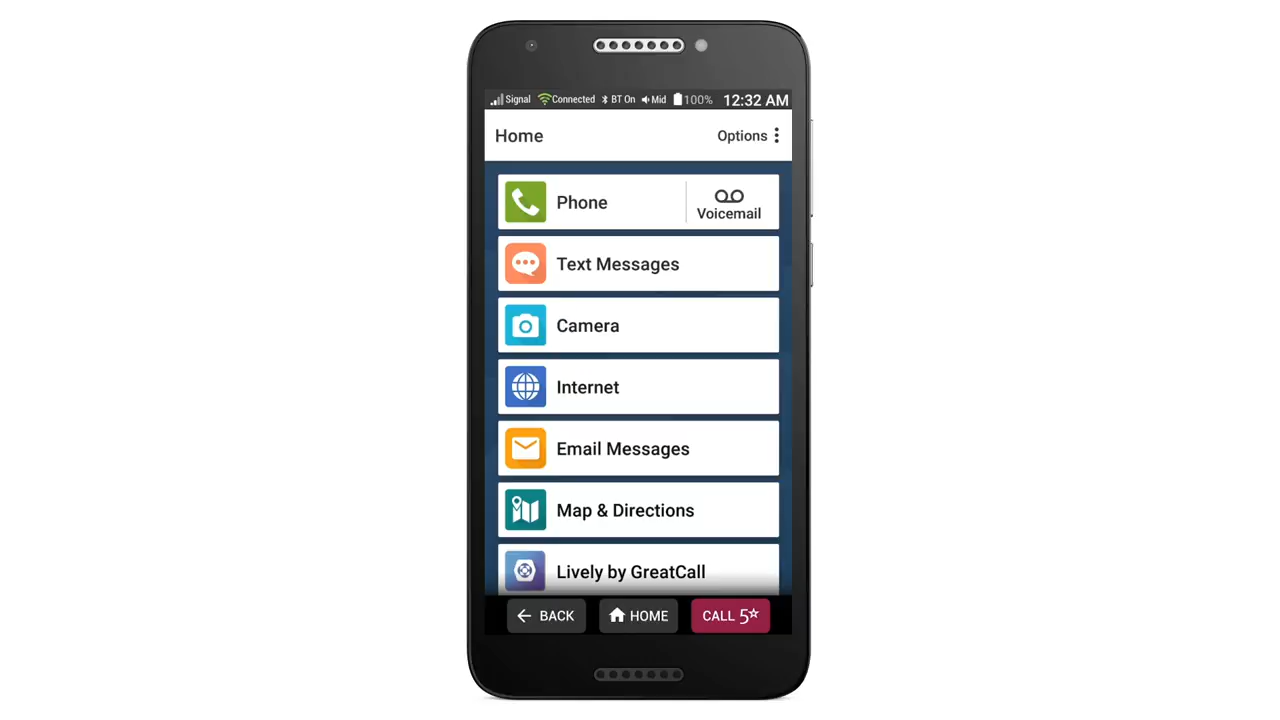 Signal Connected BT On Mid 100% 12:32 AM
Home Options
Phone
Voicemail
Text Messages
Camera
Internet
Email Messages
Map & Directions
Lively by GreatCall
BACK HOME CALL 5☆